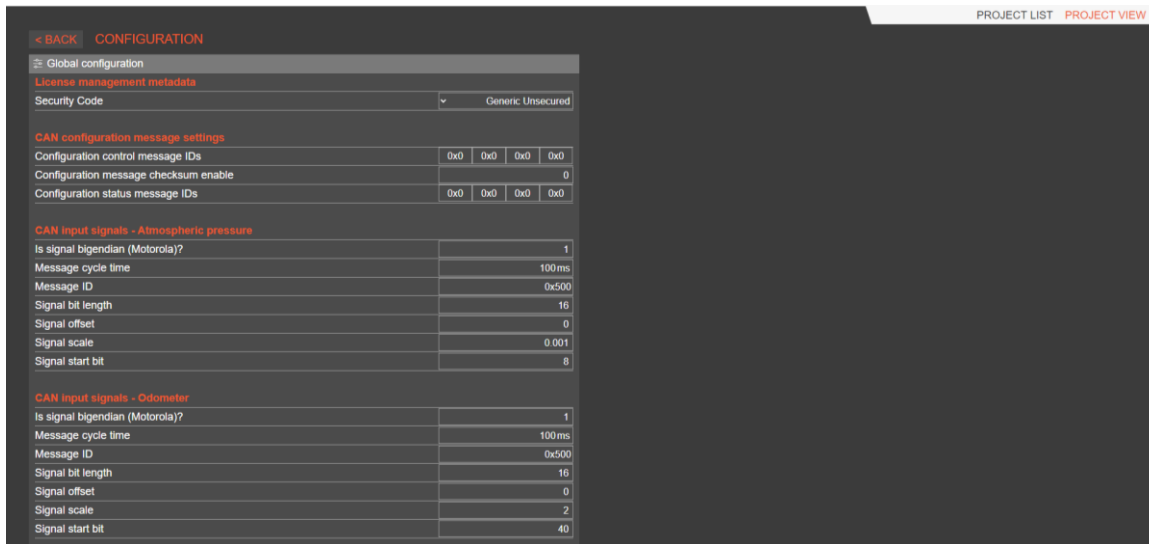 PROJECT LIST PROJECT VIEW
< BACK CONFIGURATION
Global configuration
License management metadata
Security Code Generic Unsecured
CAN configuration message settings
Configuration control message IDs 0x0 0x0 0x0 0x0
Configuration message checksum enable 0
Configuration status message IDs 0x0 0x0 0x0 0x0
CAN input signals - Atmospheric pressure
Is signal bigendian (Motorola)? 1
Message cycle time 100 ms
Message ID 0x500
Signal bit length 16
Signal offset 0
Signal scale 0.001
Signal start bit 8
CAN input signals - Odometer
Is signal bigendian (Motorola)? 1
Message cycle time 100 ms
Message ID 0x500
Signal bit length 16
Signal offset 0
Signal scale 2
Signal start bit 40